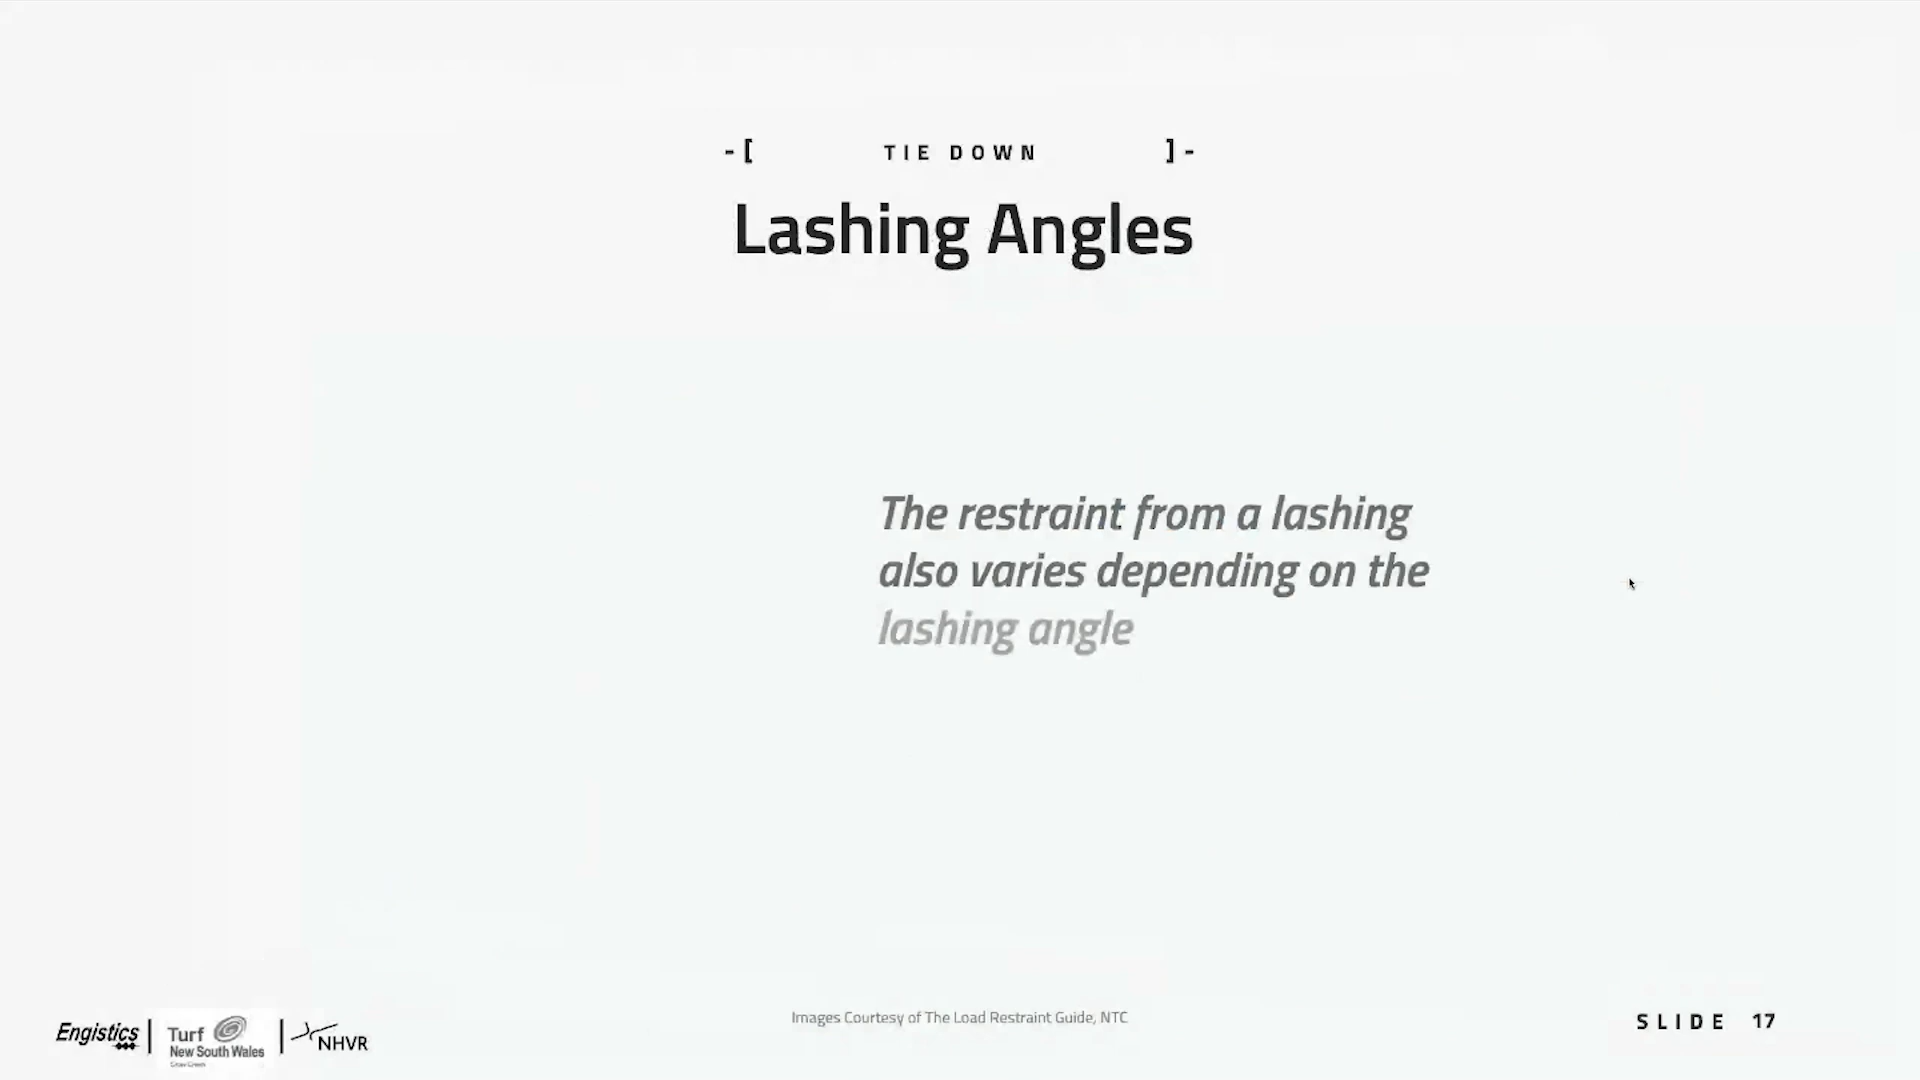 -[ TIE DOWN ]-
Lashing Angles
The restraint from a lashing
also varies depending on the
lashing angle
Engistics
Turf
New South Wales
NHVR
Images Courtesy of The Load Restraint Guide, NTC
SLIDE 17